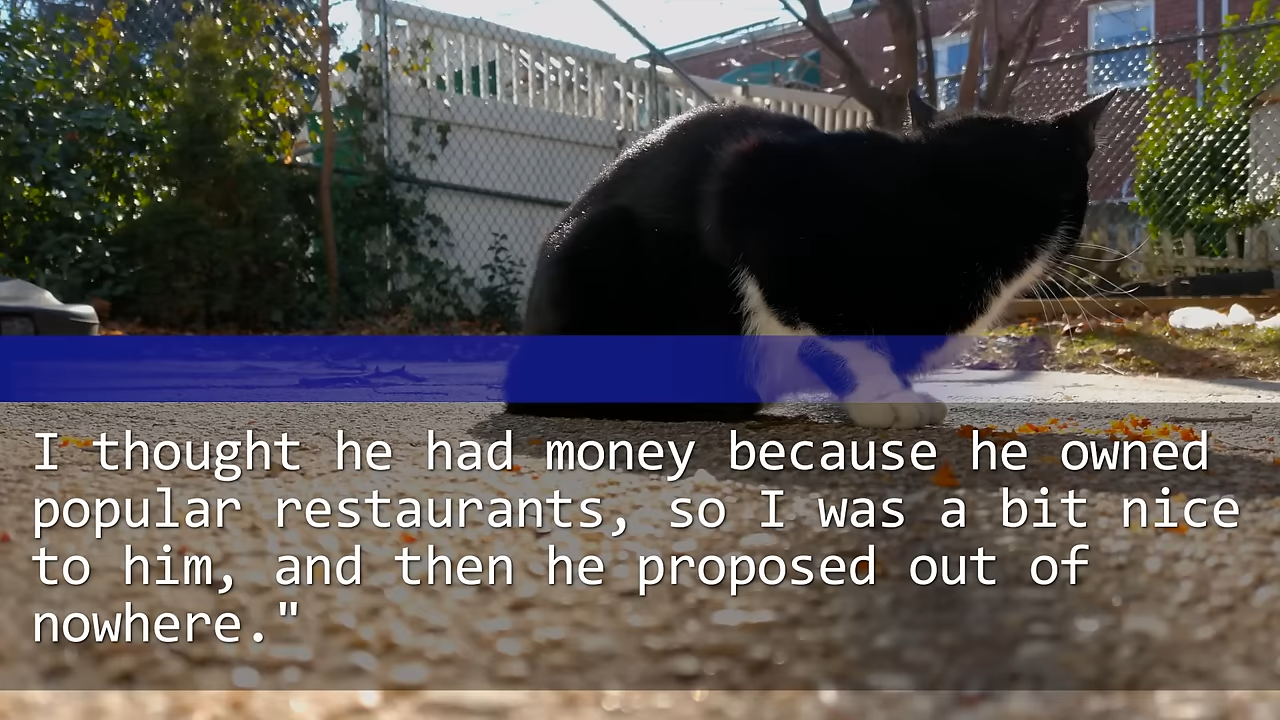 I thought he had money because he owned
popular restaurants, so I was a bit nice
to him, and then he proposed out of
nowhere."